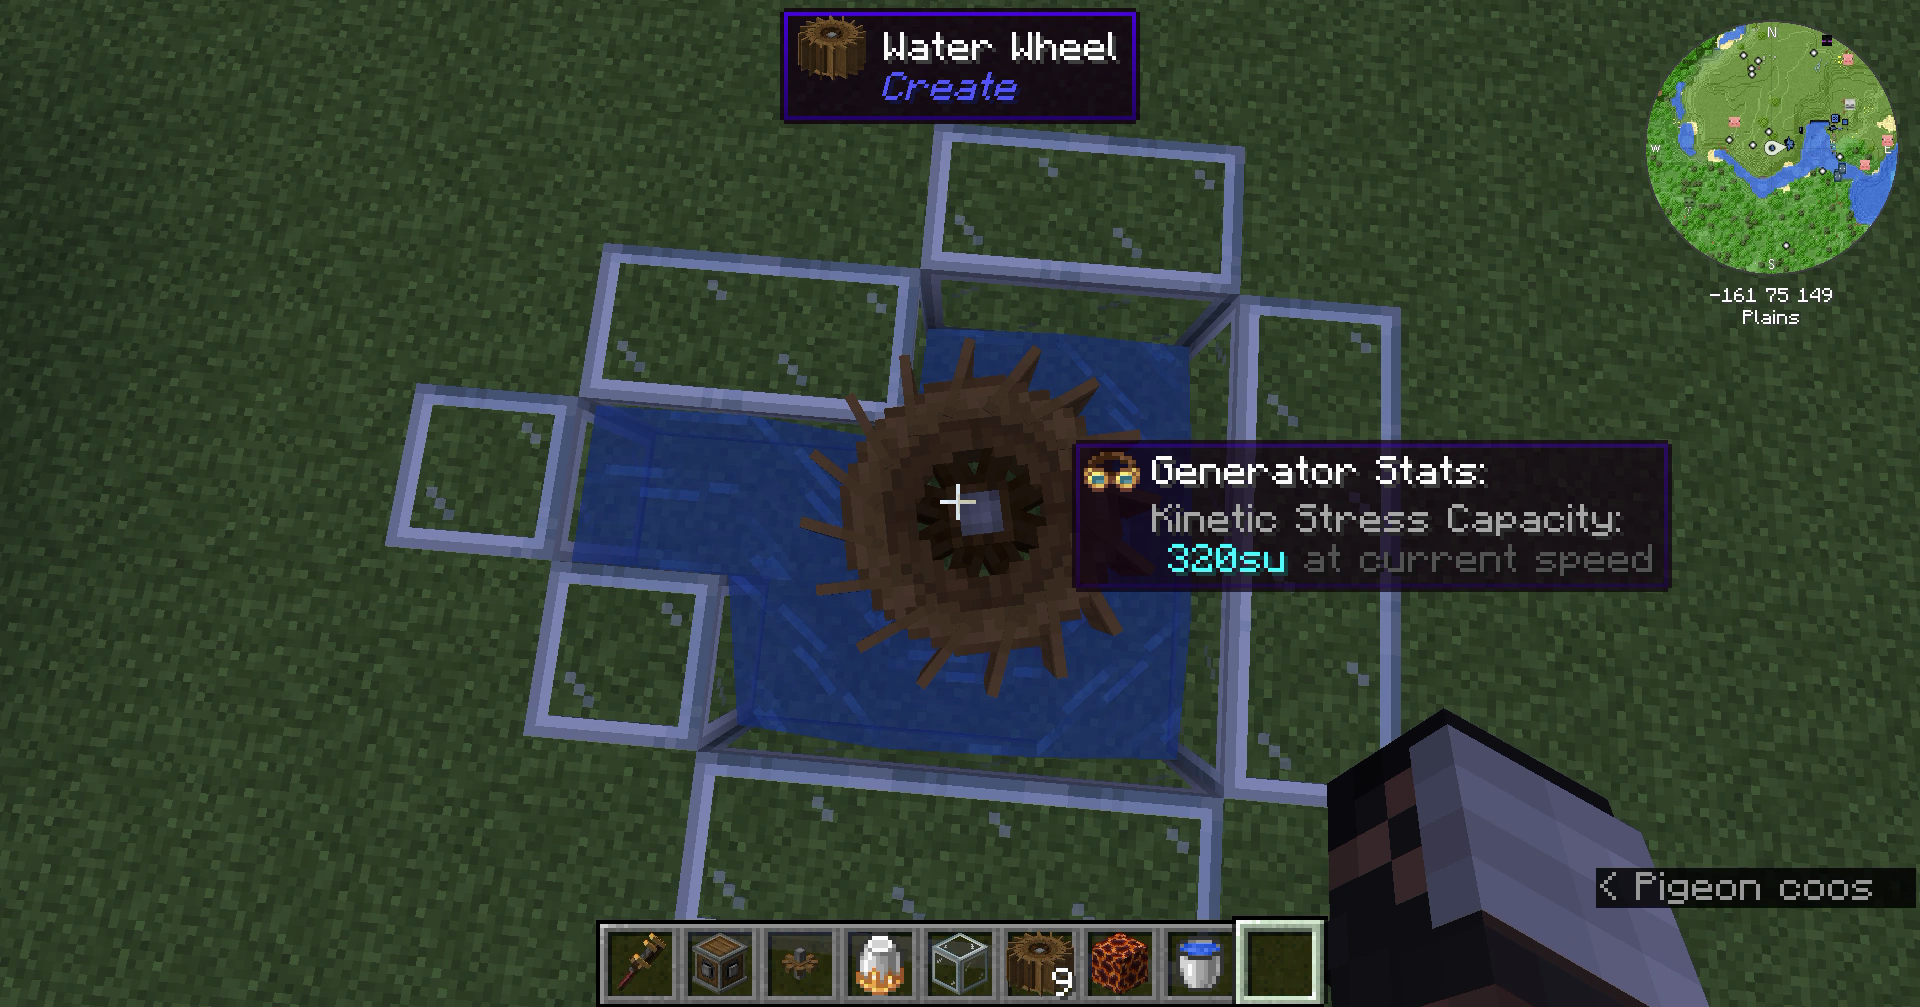 Water Wheel
Create
N
W
E
S
-161 75 149
Plains
Generator Stats:
Kinetic Stress Capacity:
320su at current speed
< Pigeon coos
9